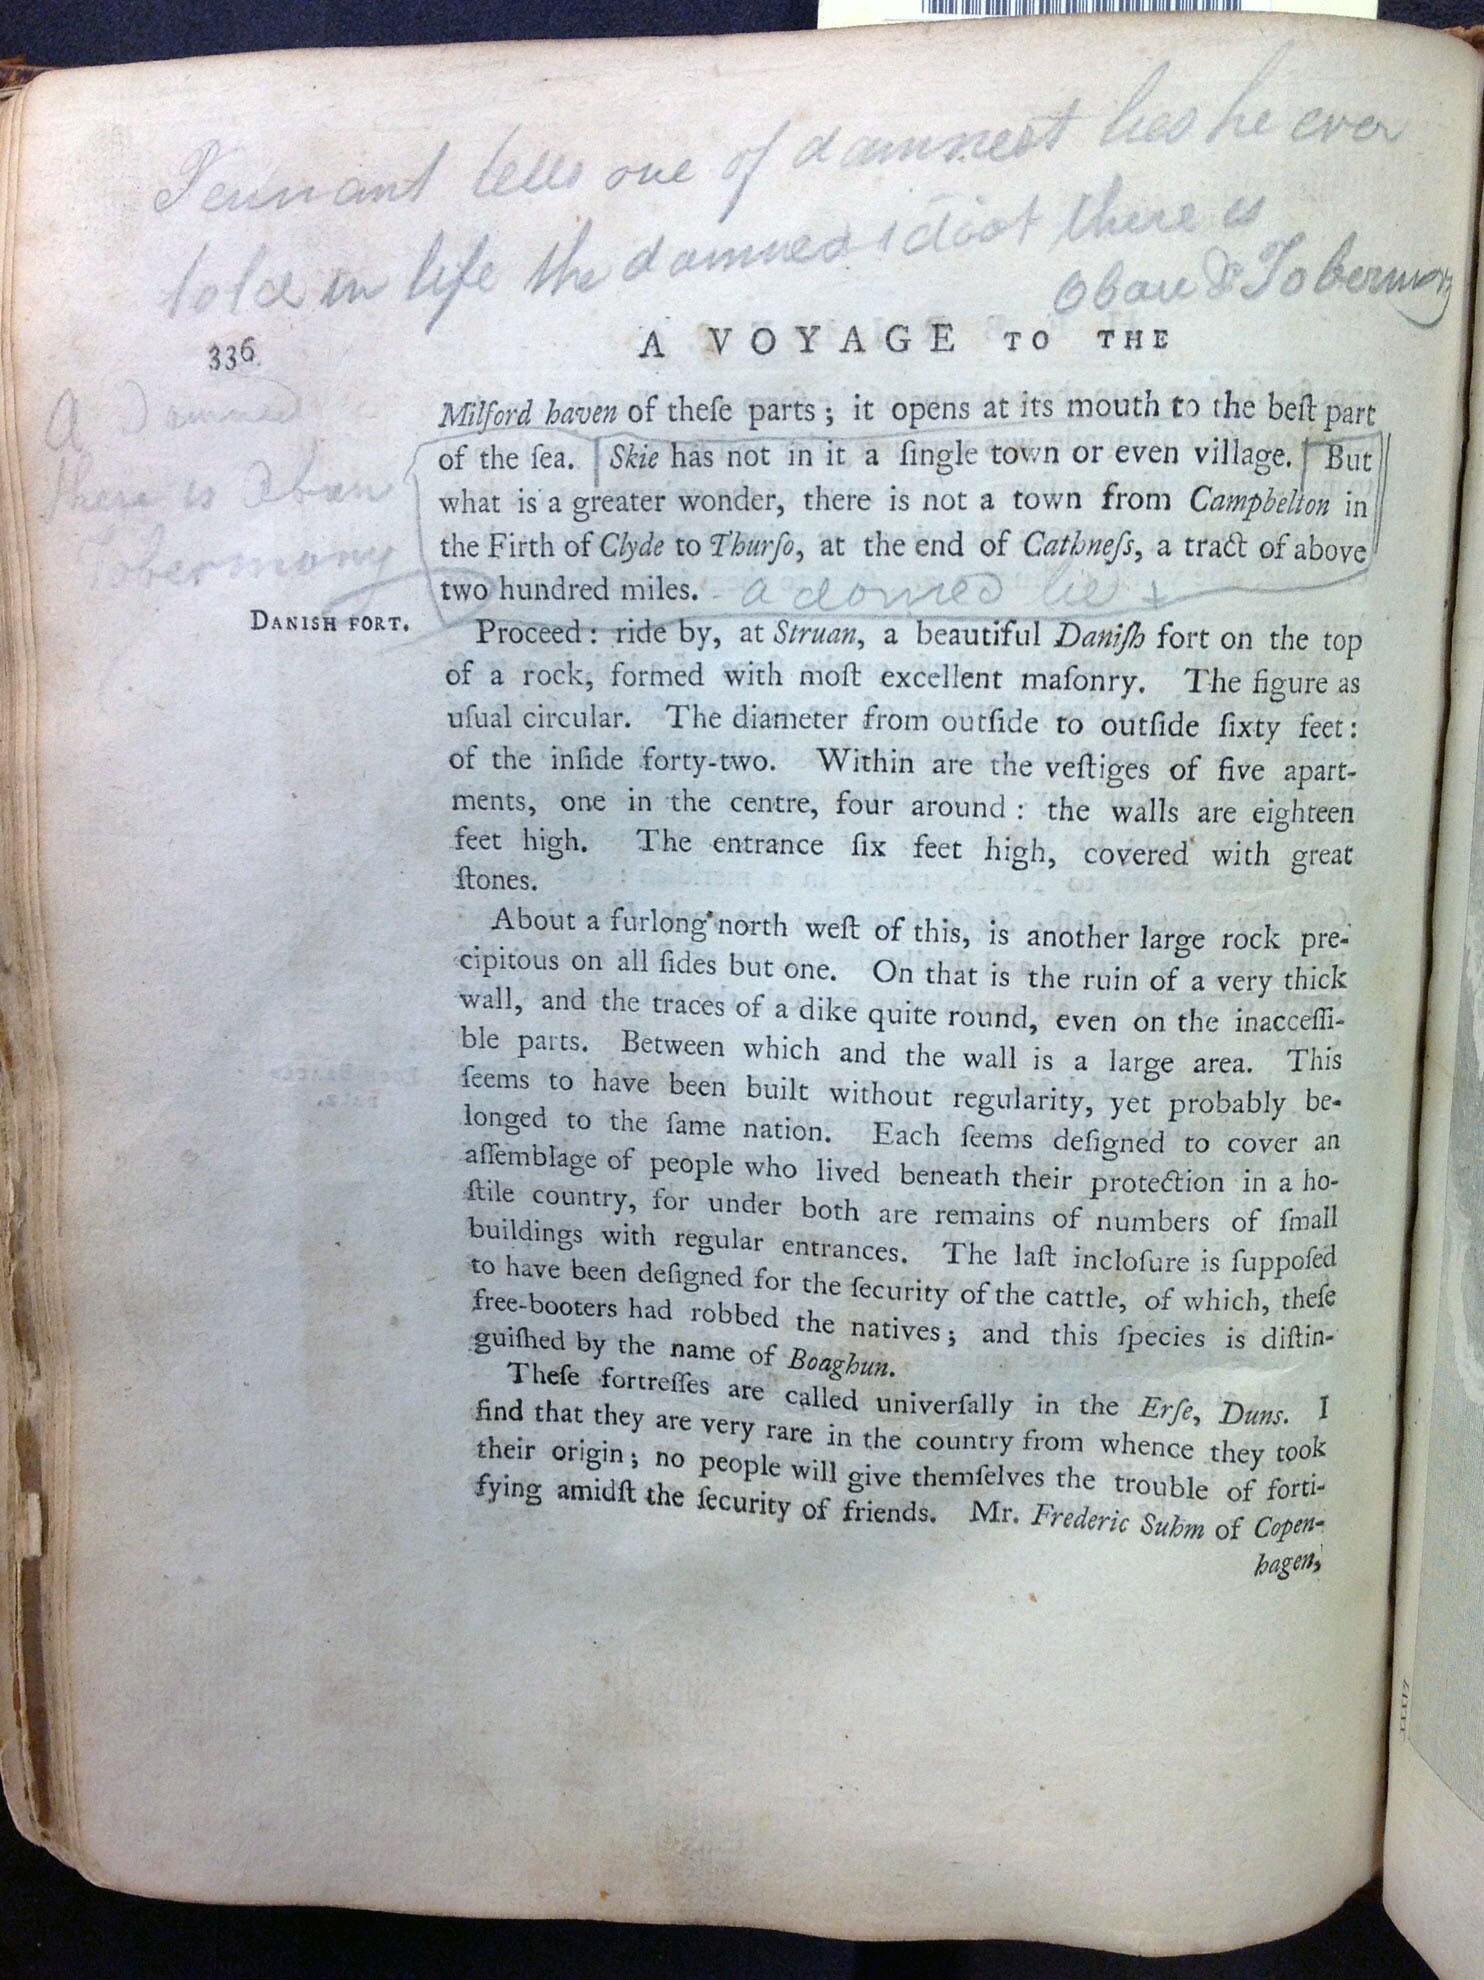 Pennant tells one of damnest lies he ever
told in life the damned idiot there is
Oban & Tobermory
336
A VOYAGE TO THE
A Damned
there is Oban
Tobermony
Milford haven of theſe parts; it opens at its mouth to the beſt part
of the ſea. Skie has not in it a ſingle town or even village. But
what is a greater wonder, there is not a town from Campbelton in
the Firth of Clyde to Thurſo, at the end of Cathneſs, a tract of above
two hundred miles. a domned lie +
DANISH FORT.
Proceed: ride by, at Struan, a beautiful Daniſh fort on the top
of a rock, formed with moſt excellent maſonry. The figure as
uſual circular. The diameter from outſide to outſide ſixty feet:
of the inſide forty-two. Within are the veſtiges of five apart-
ments, one in the centre, four around: the walls are eighteen
feet high. The entrance ſix feet high, covered with great
ſtones.
About a furlong north weſt of this, is another large rock pre-
cipitous on all ſides but one. On that is the ruin of a very thick
wall, and the traces of a dike quite round, even on the inacceſſi-
ble parts. Between which and the wall is a large area. This
ſeems to have been built without regularity, yet probably be-
longed to the ſame nation. Each ſeems deſigned to cover an
aſſemblage of people who lived beneath their protection in a ho-
ſtile country, for under both are remains of numbers of ſmall
buildings with regular entrances. The laſt incloſure is ſuppoſed
to have been deſigned for the ſecurity of the cattle, of which, theſe
free-booters had robbed the natives; and this ſpecies is diſtin-
guiſhed by the name of Boaghun.
Theſe fortreſſes are called univerſally in the Erſe, Duns. I
find that they are very rare in the country from whence they took
their origin; no people will give themſelves the trouble of forti-
fying amidſt the ſecurity of friends. Mr. Frederic Suhm of Copen-
hagen,